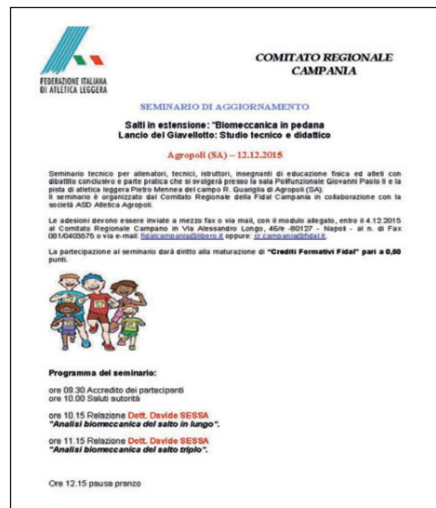 FEDERAZIONE ITALIANA
DI ATLETICA LEGGERA
COMITATO REGIONALE
CAMPANIA
SEMINARIO DI AGGIORNAMENTO
Salti in estensione: "Biomeccanica in pedana
Lancio del Giavellotto: Studio tecnico e didattico
Agropoli (SA) – 12.12.2015
Seminario tecnico per allenatori, tecnici, istruttori, insegnanti di educazione fisica ed atleti con
dibattito conclusivo e parte pratica che si svolgerà presso la sala Polifunzionale Giovanni Paolo II e la
pista di atletica leggera Pietro Mennea del campo R. Guariglia di Agropoli (SA).
Il seminario è organizzato dal Comitato Regionale della Fidal Campania in collaborazione con la
società ASD Atletica Agropoli.
Le adesioni devono essere inviate a mezzo fax o via mail, con il modulo allegato, entro il 4.12.2015
al Comitato Regionale Campano in Via Alessandro Longo, 46/e -80127 - Napoli - al n. di Fax
o via e-mail: fidalcampania@libero.it oppure: cr.campania@fidal.it.
La partecipazione al seminario darà diritto alla maturazione di "Crediti Formativi Fidal" pari a 0,50
punti.
Programma del seminario:
ore 09.30 Accredito dei partecipanti
ore 10.00 Saluti autorità
ore 10.15 Relazione Dott. Davide SESSA
"Analisi biomeccanica del salto in lungo".
ore 11.15 Relazione Dott. Davide SESSA
"Analisi biomeccanica del salto triplo".
Ore 12.15 pausa pranzo